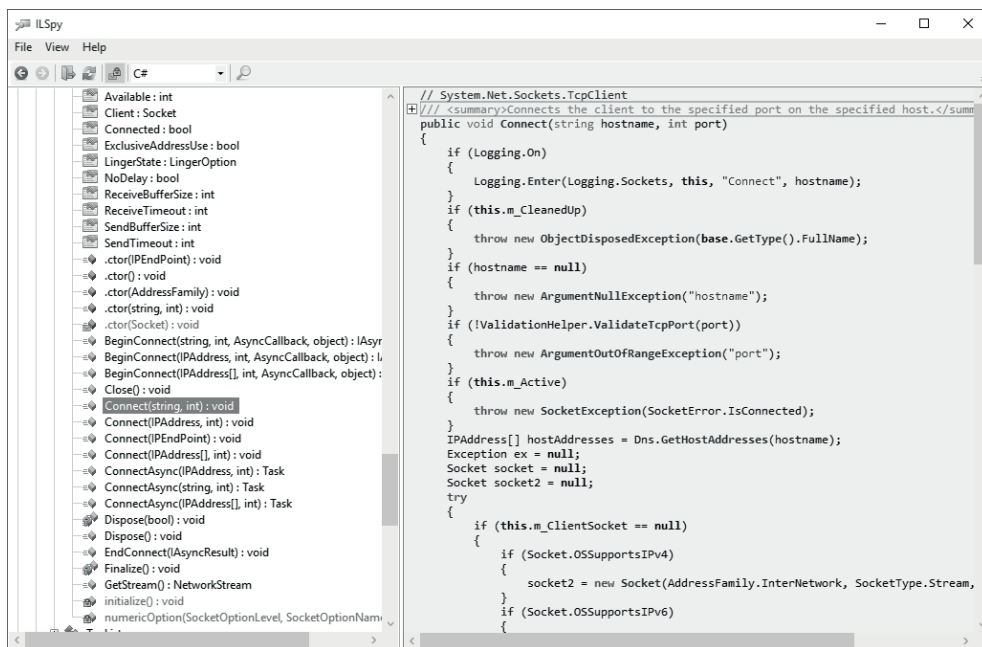 ILSpy
File View Help
C#
Available : int
Client : Socket
Connected : bool
ExclusiveAddressUse : bool
LingerState : LingerOption
NoDelay : bool
ReceiveBufferSize : int
ReceiveTimeout : int
SendBufferSize : int
SendTimeout : int
.ctor(IPEndPoint) : void
.ctor() : void
.ctor(AddressFamily) : void
.ctor(string, int) : void
.ctor(Socket) : void
BeginConnect(string, int, AsyncCallback, object) : IAsyr
BeginConnect(IPAddress, int, AsyncCallback, object) : I
BeginConnect(IPAddress[], int, AsyncCallback, object) :
Close() : void
Connect(string, int) : void
Connect(IPAddress, int) : void
Connect(IPEndPoint) : void
Connect(IPAddress[], int) : void
ConnectAsync(IPAddress, int) : Task
ConnectAsync(string, int) : Task
ConnectAsync(IPAddress[], int) : Task
Dispose(bool) : void
Dispose() : void
EndConnect(IAsyncResult) : void
Finalize() : void
GetStream() : NetworkStream
initialize() : void
numericOption(SocketOptionLevel, SocketOptionName
// System.Net.Sockets.TcpClient
/// <summary>Connects the client to the specified port on the specified host.</summ
public void Connect(string hostname, int port)
{
if (Logging.On)
{
Logging.Enter(Logging.Sockets, this, "Connect", hostname);
}
if (this.m_CleanedUp)
{
throw new ObjectDisposedException(base.GetType().FullName);
}
if (hostname == null)
{
throw new ArgumentNullException("hostname");
}
if (!ValidationHelper.ValidateTcpPort(port))
{
throw new ArgumentOutOfRangeException("port");
}
if (this.m_Active)
{
throw new SocketException(SocketError.IsConnected);
}
IPAddress[] hostAddresses = Dns.GetHostAddresses(hostname);
Exception ex = null;
Socket socket = null;
Socket socket2 = null;
try
{
if (this.m_ClientSocket == null)
{
if (Socket.OSSupportsIPv4)
{
socket2 = new Socket(AddressFamily.InterNetwork, SocketType.Stream,
}
if (Socket.OSSupportsIPv6)
{